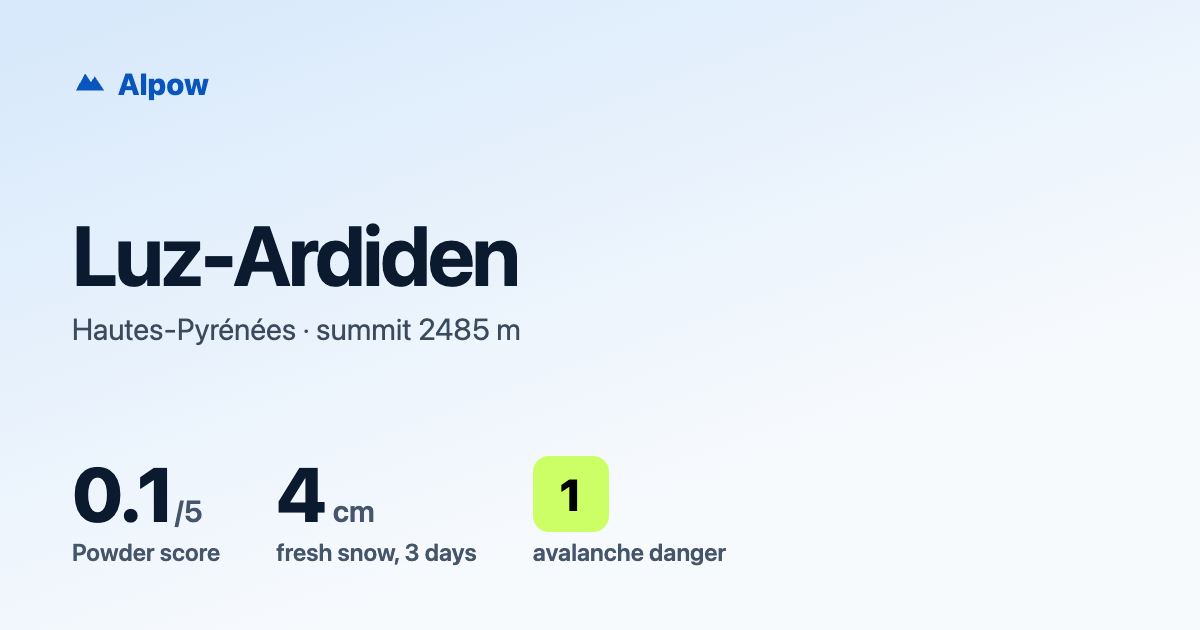 Alpow
Luz-Ardiden
Hautes-Pyrénées · summit 2485 m
0.1/5
Powder score
4 cm
fresh snow, 3 days
1
avalanche danger